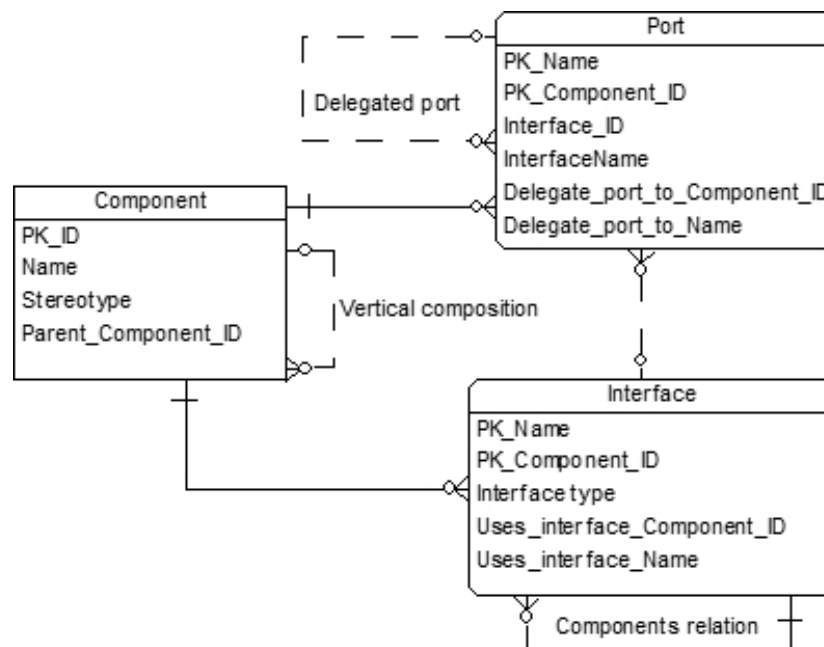 Port
PK_Name
PK_Component_ID
Interface_ID
InterfaceName
Delegate_port_to_Component_ID
Delegate_port_to_Name
Delegated port
Component
PK_ID
Name
Stereotype
Parent_Component_ID
Vertical composition
Interface
PK_Name
PK_Component_ID
Interface type
Uses_interface_Component_ID
Uses_interface_Name
Components relation